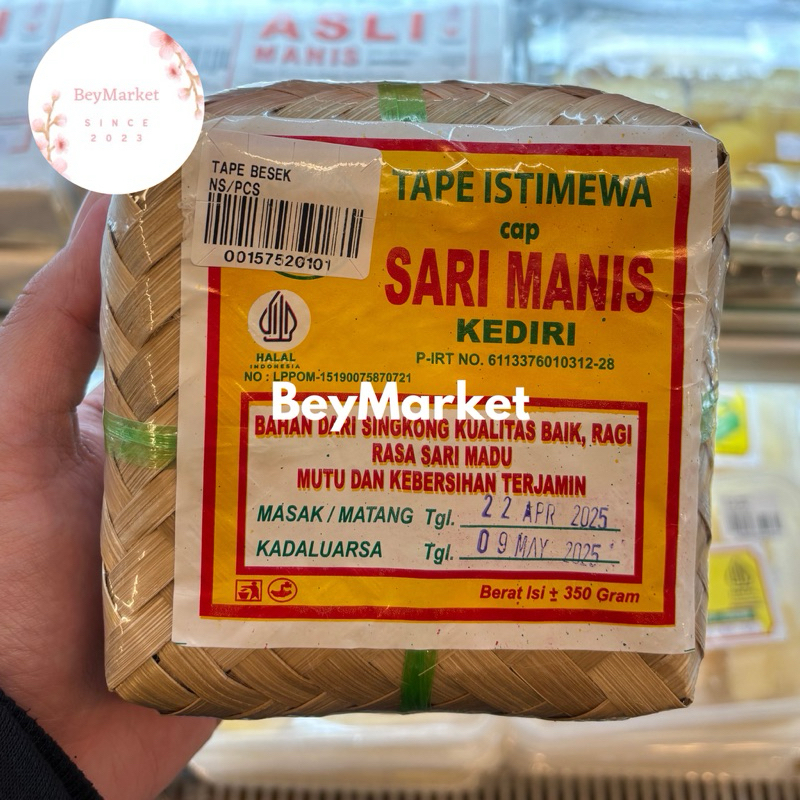 ASLI
MANIS
BeyMarket
SINCE
2023
TAPE BESEK
NS/PCS
00157520101
TAPE ISTIMEWA
cap
SARI MANIS
KEDIRI
P-IRT NO. 6113376010312-28
HALAL
INDONESIA
NO : LPPOM-15190075870721
BeyMarket
BAHAN DARI SINGKONG KUALITAS BAIK, RAGI
RASA SARI MADU
MUTU DAN KEBERSIHAN TERJAMIN
MASAK / MATANG Tgl. 22 APR 2025
KADALUARSA Tgl. 09 MAY 2025
Berat Isi ± 350 Gram